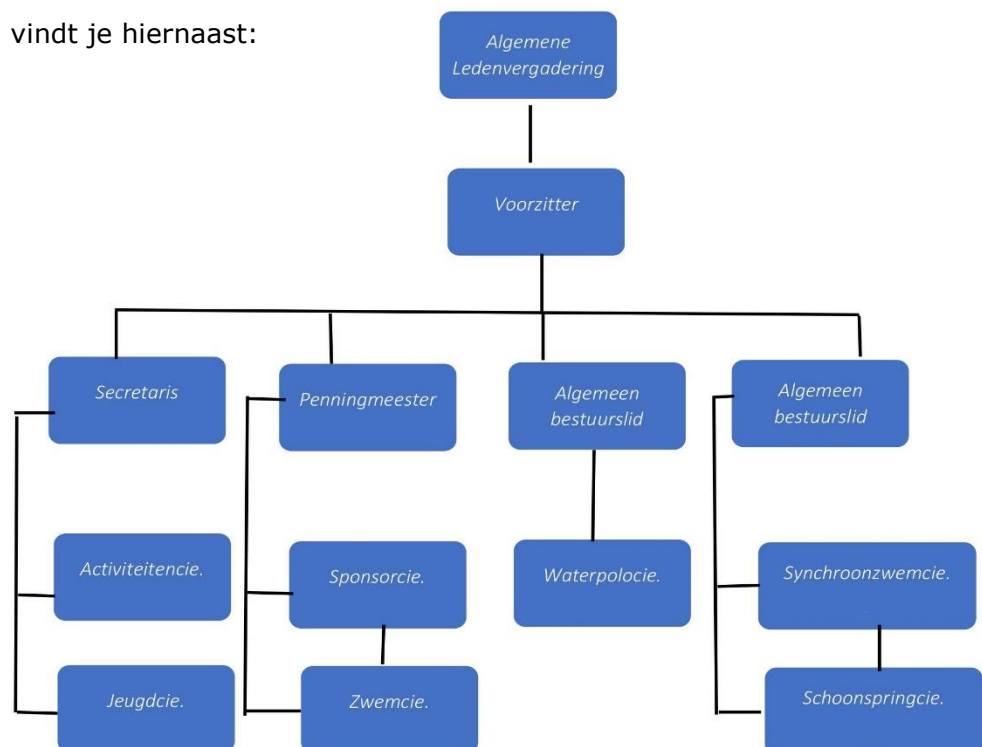 vindt je hiernaast:
Algemene
Ledenvergadering
Voorzitter
Secretaris
Penningmeester
Algemeen
bestuurslid
Algemeen
bestuurslid
Activiteitencie.
Sponsorcie.
Waterpolocie.
Synchroonzwemcie.
Jeugdcie.
Zwemcie.
Schoonspringcie.